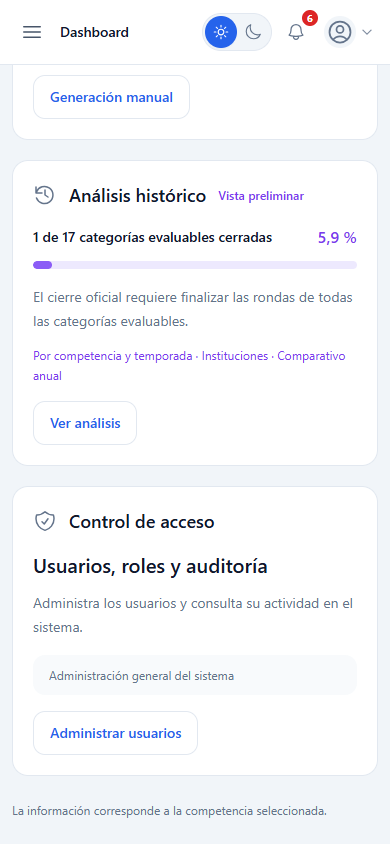 Dashboard
6
Generación manual
Análisis histórico Vista preliminar
1 de 17 categorías evaluables cerradas 5,9 %
El cierre oficial requiere finalizar las rondas de todas
las categorías evaluables.
Por competencia y temporada · Instituciones · Comparativo
anual
Ver análisis
Control de acceso
Usuarios, roles y auditoría
Administra los usuarios y consulta su actividad en el
sistema.
Administración general del sistema
Administrar usuarios
La información corresponde a la competencia seleccionada.